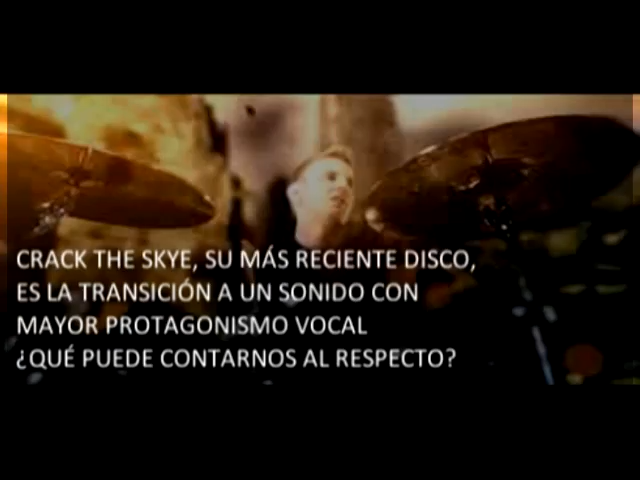 CRACK THE SKYE, SU MÁS RECIENTE DISCO,
ES LA TRANSICIÓN A UN SONIDO CON
MAYOR PROTAGONISMO VOCAL
¿QUÉ PUEDE CONTARNOS AL RESPECTO?